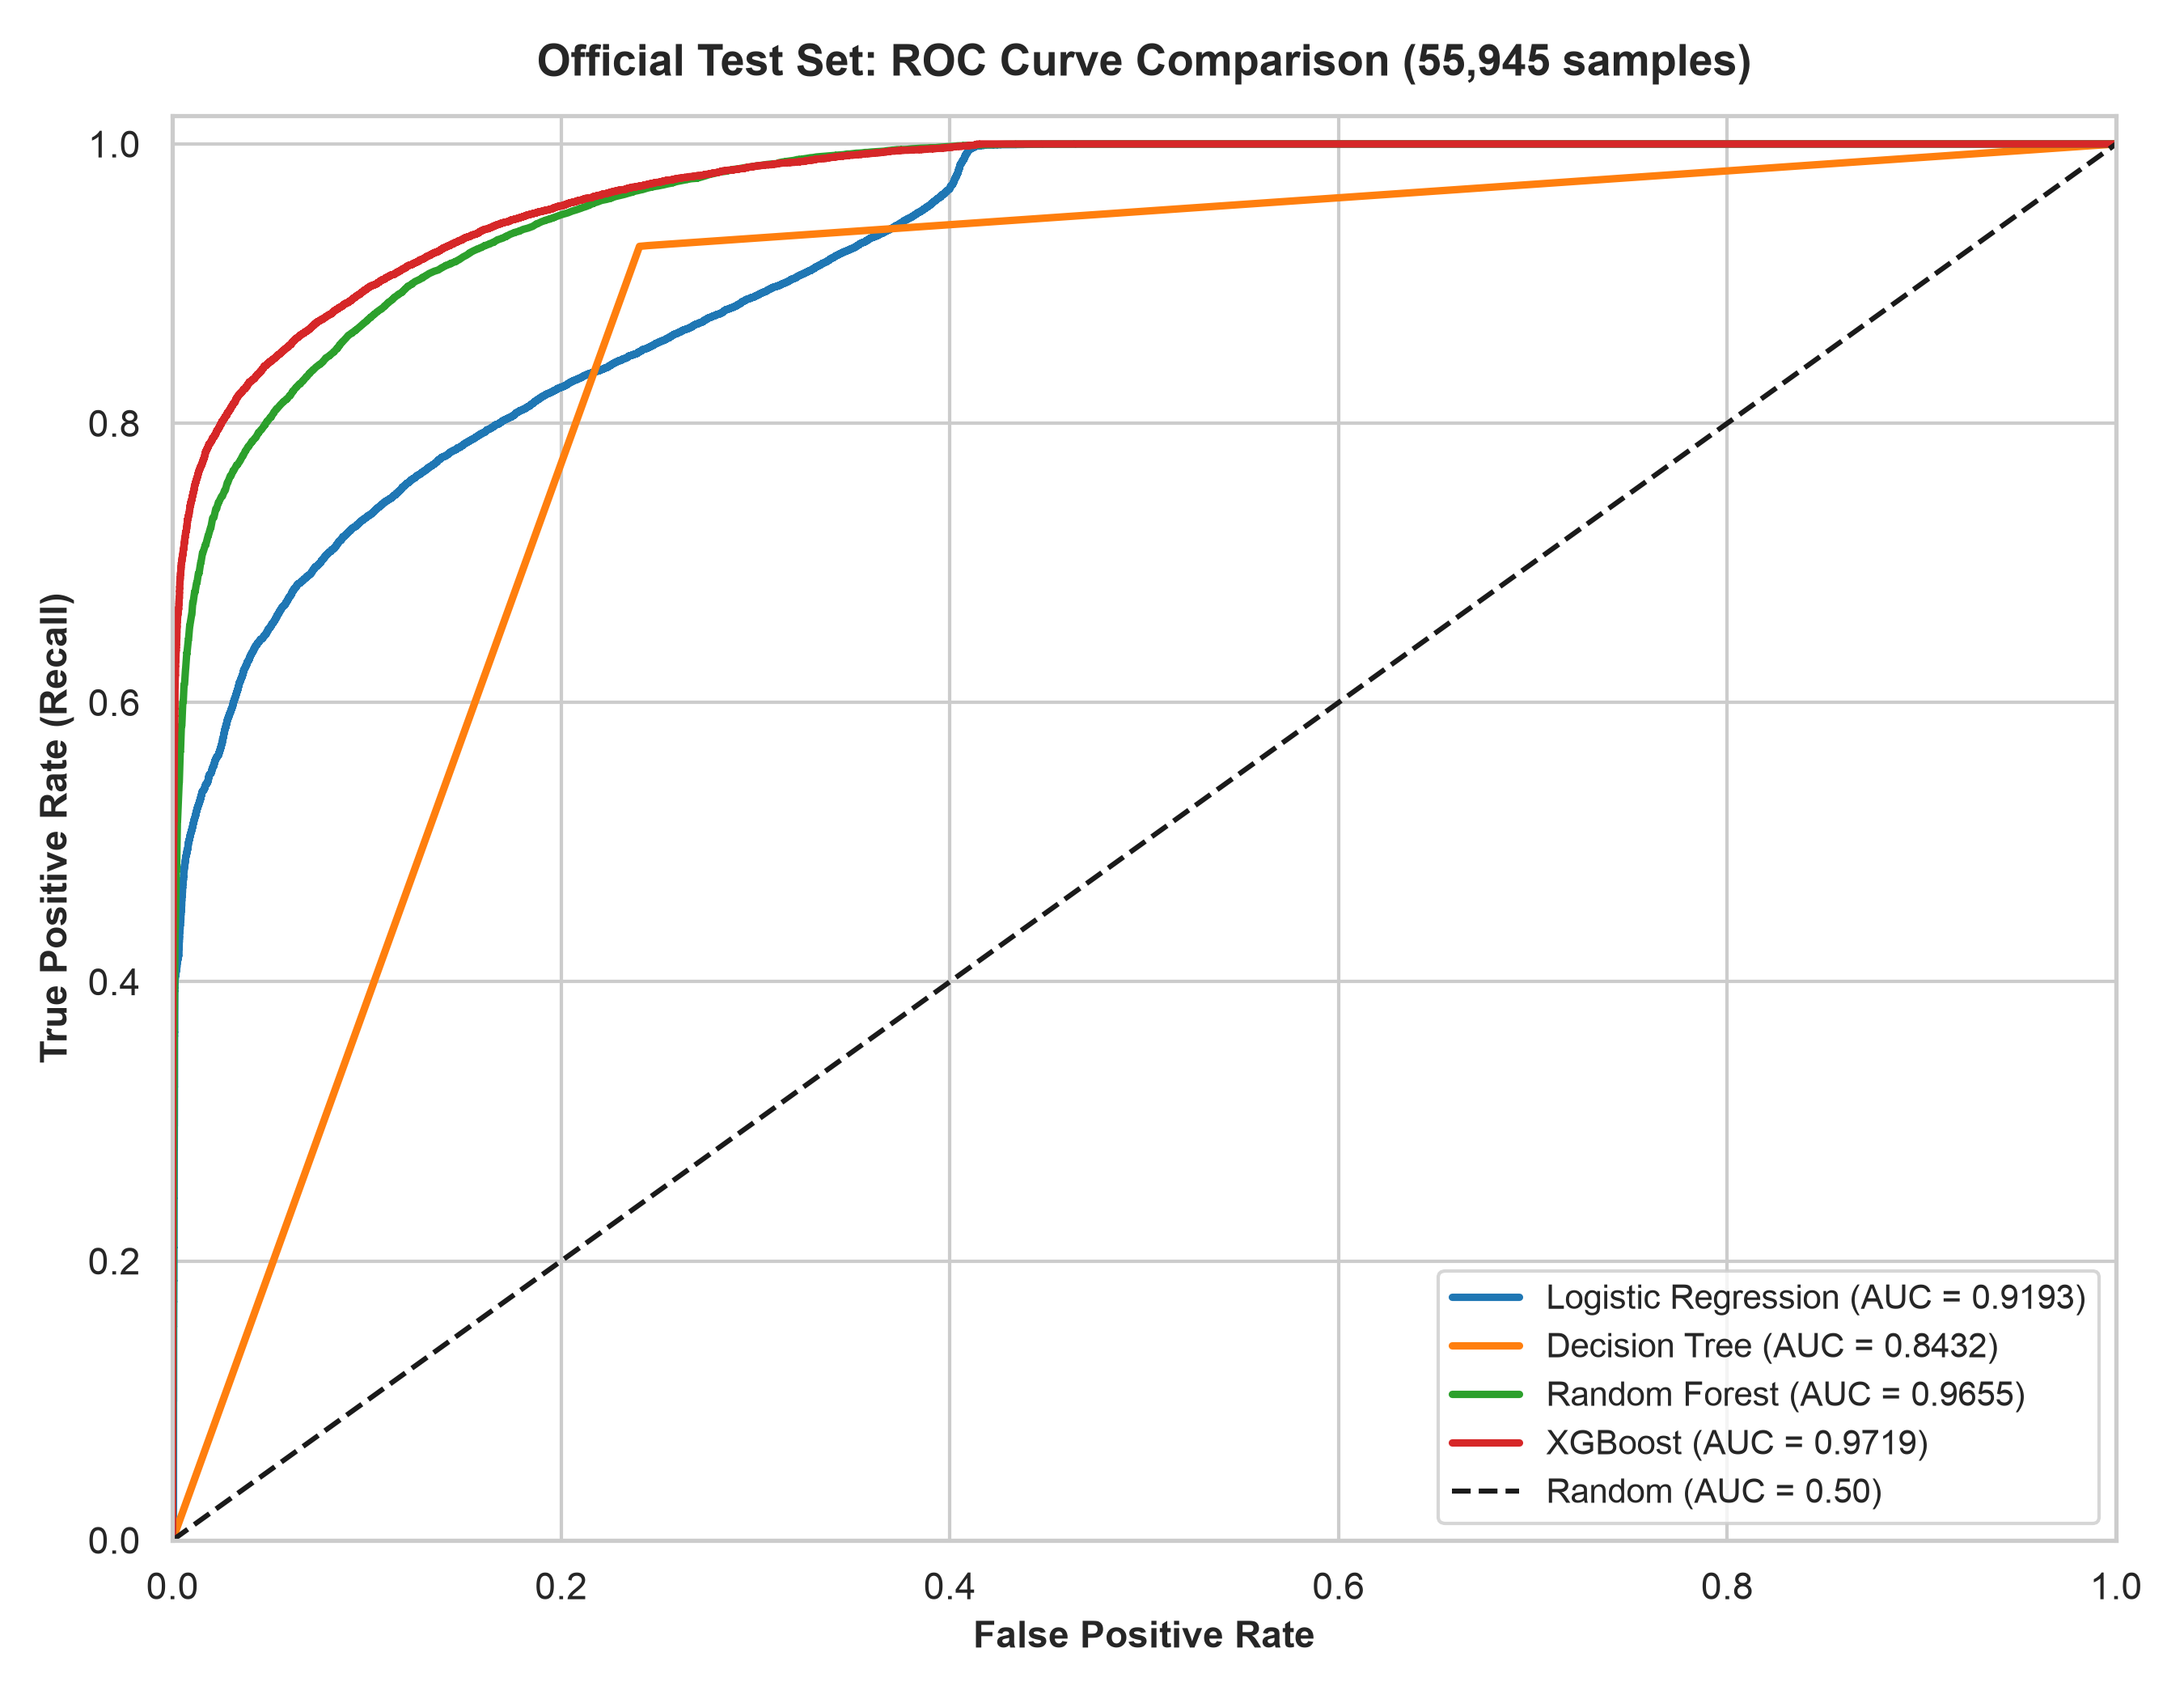 Official Test Set: ROC Curve Comparison (55,945 samples)
True Positive Rate (Recall)
1.0
0.8
0.6
0.4
0.2
0.0
Logistic Regression (AUC = 0.9193)
Decision Tree (AUC = 0.8432)
Random Forest (AUC = 0.9655)
XGBoost (AUC = 0.9719)
Random (AUC = 0.50)
0.0 0.2 0.4 0.6 0.8 1.0
False Positive Rate